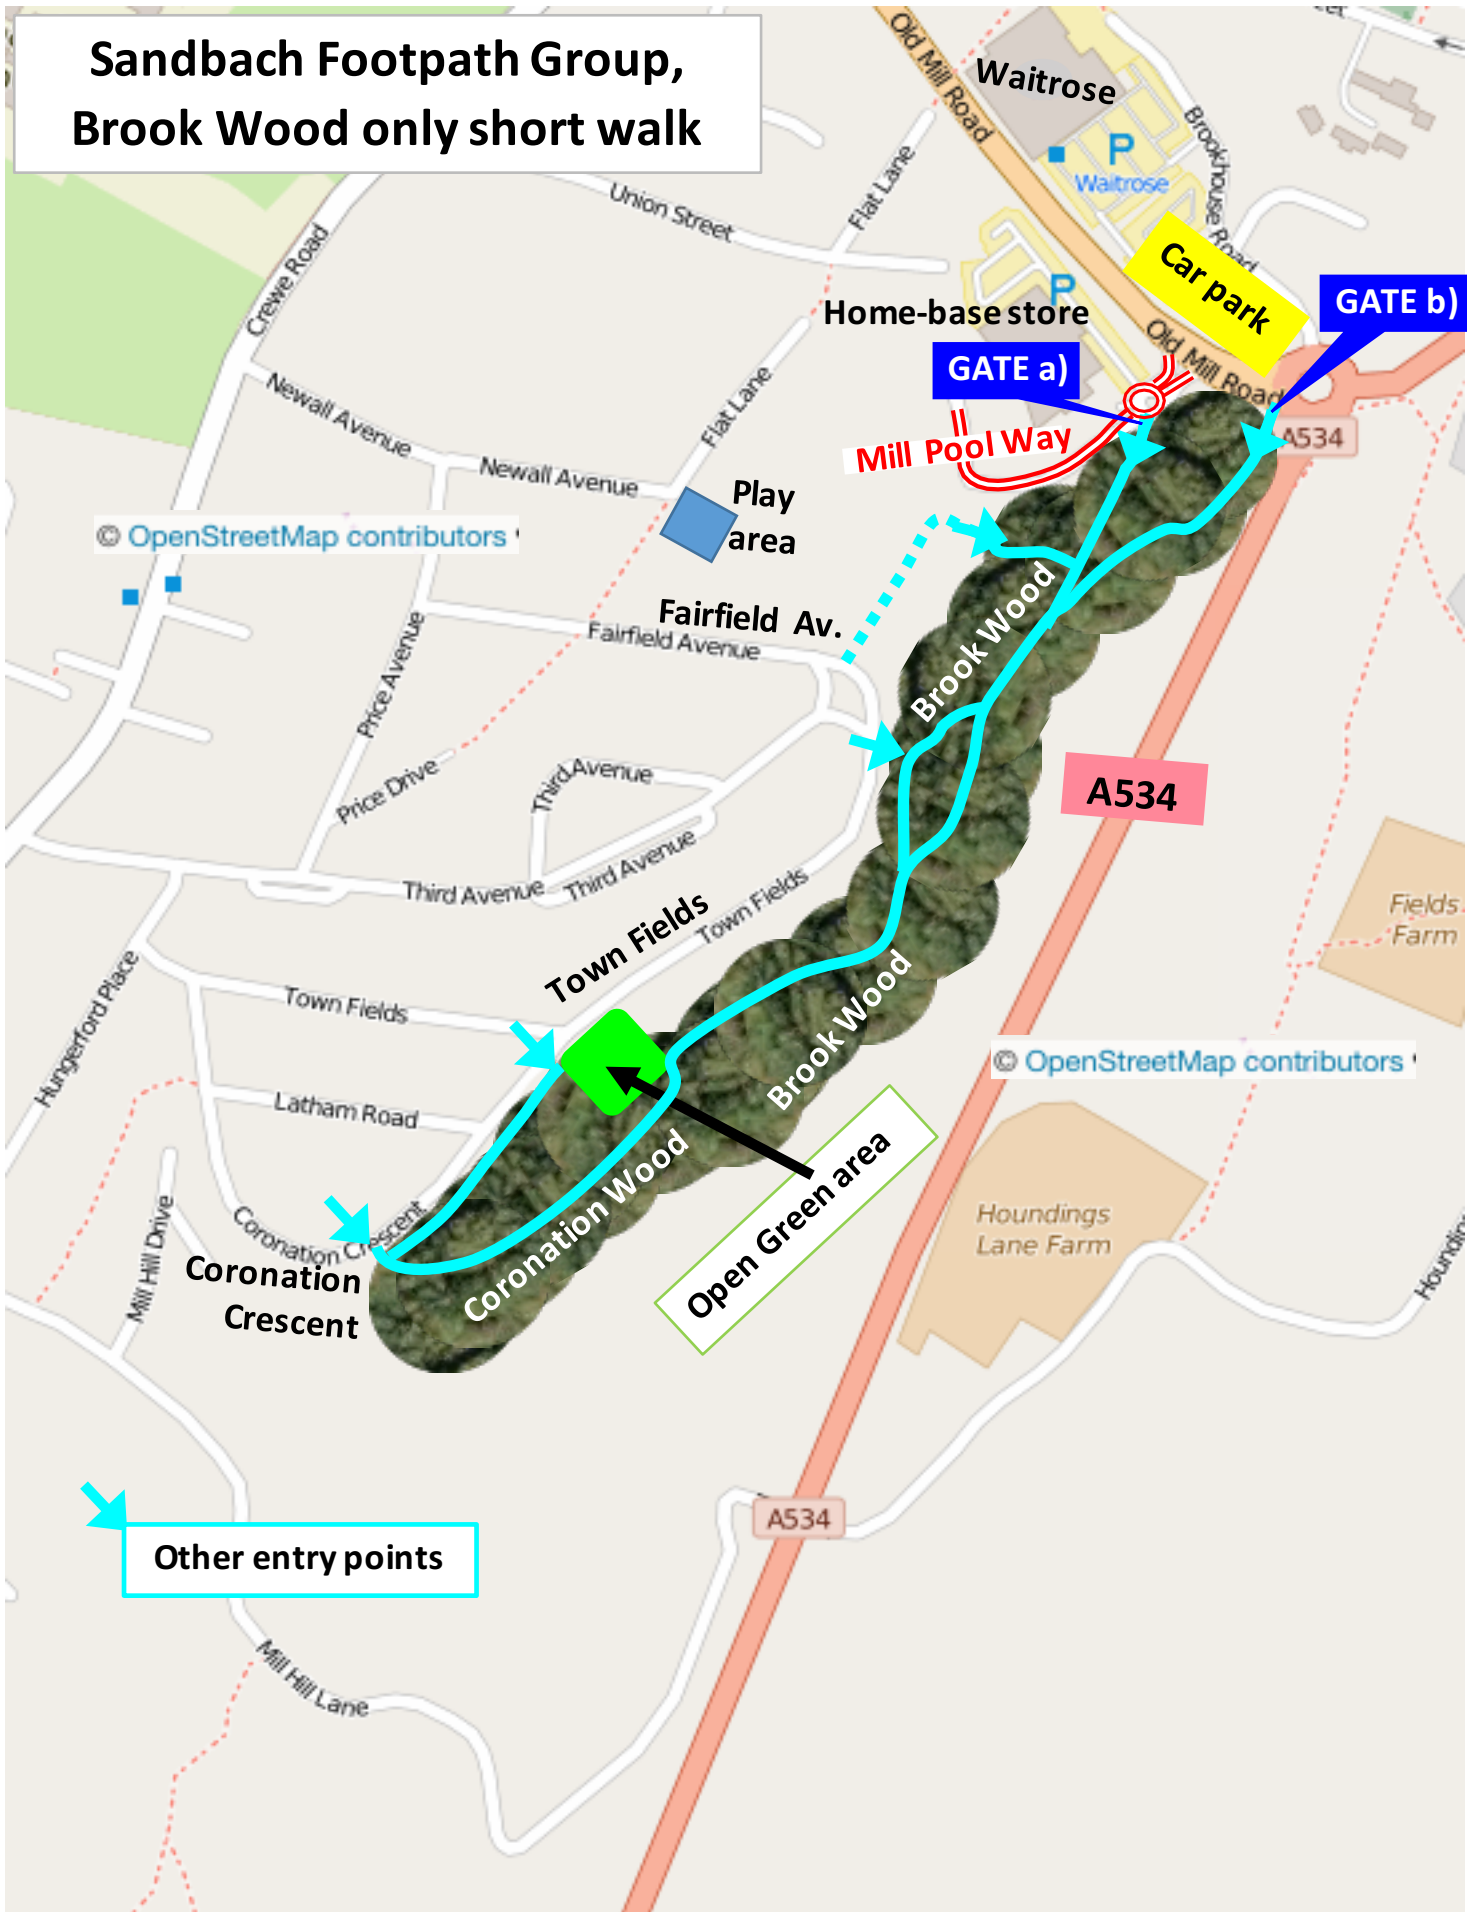 Sandbach Footpath Group,
Brook Wood only short walk
Old Mill Road
Waitrose
P
Waitrose
Brookhouse Road
Flat Lane
Union Street
Crewe Road
Car park
GATE b)
P
Home-base store
Old Mill Road
GATE a)
A534
Newall Avenue
Flat Lane
Mill Pool Way
Newall Avenue
Play
area
© OpenStreetMap contributors
Fairfield Av.
Fairfield Avenue
Brook Wood
Price Avenue
Price Drive
Third Avenue
A534
Third Avenue
Third Avenue
Town Fields
Town Fields
Fields
Farm
Hungerford Place
Town Fields
Brook Wood
© OpenStreetMap contributors
Latham Road
Coronation Wood
Open Green area
Houndings
Lane Farm
Mill Hill Drive
Coronation Crescent
Coronation
Crescent
A534
Other entry points
Mill Hill Lane